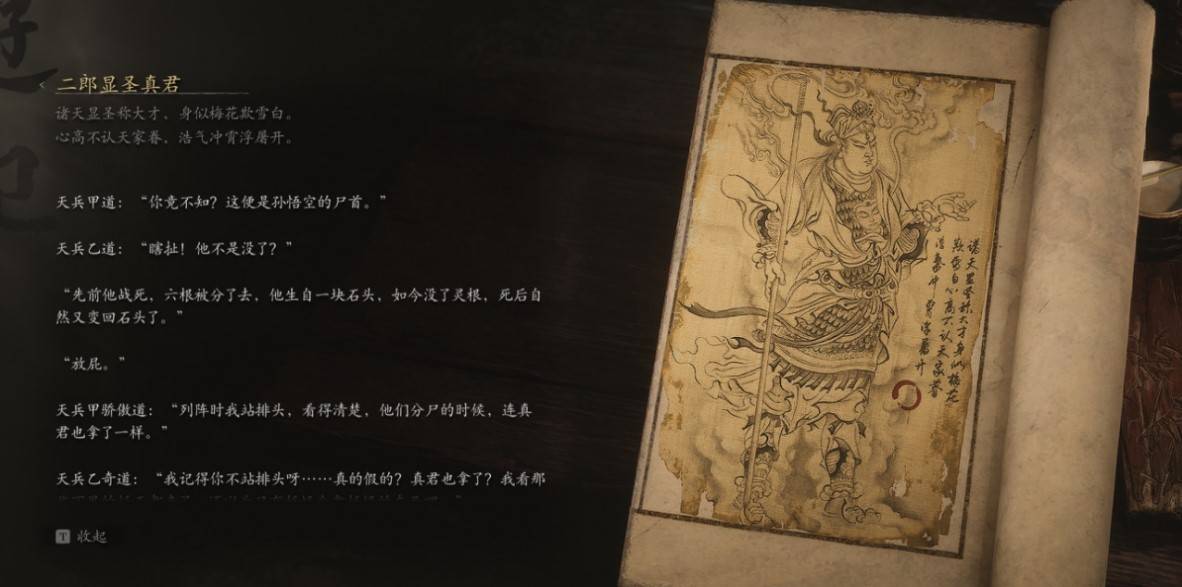 二郎显圣真君
诸天显圣称大才，身似梅花欺雪白。
心高不认天家眷，浩气冲霄浮屠开。
天兵甲道：“你竟不知？这便是孙悟空的尸首。”
天兵乙道：“瞎扯！他不是没了？”
“先前他战死，六根被分了去，他生自一块石头，如今没了灵根，死后自
然又变回石头了。”
“放屁。”
天兵甲骄傲道：“列阵时我站排头，看得清楚，他们分尸的时候，连真
君也拿了一样。”
天兵乙奇道：“我记得你不站排头呀……真的假的？真君也拿了？我看那
T 收起
诸天显圣称大才身似梅花
欺雪白心高不认天家眷
浩气冲霄浮屠开